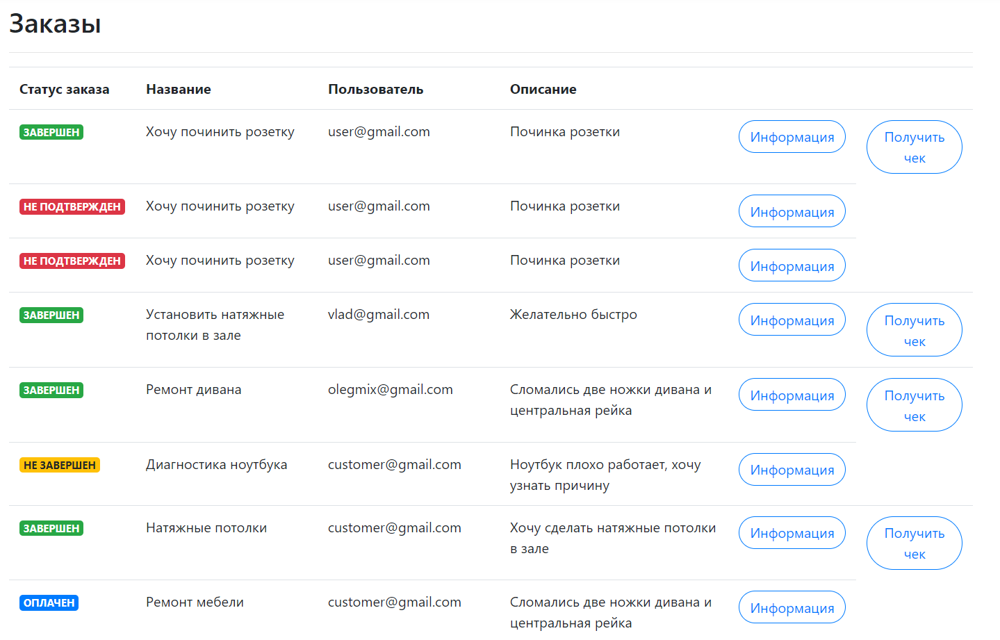 Заказы
Статус заказа Название Пользователь Описание
ЗАВЕРШЕН Хочу починить розетку user@gmail.com Починка розетки Информация Получить
чек
НЕ ПОДТВЕРЖДЕН Хочу починить розетку user@gmail.com Починка розетки Информация
НЕ ПОДТВЕРЖДЕН Хочу починить розетку user@gmail.com Починка розетки Информация
ЗАВЕРШЕН Установить натяжные vlad@gmail.com Желательно быстро Информация Получить
потолки в зале чек
ЗАВЕРШЕН Ремонт дивана olegmix@gmail.com Сломались две ножки дивана и Информация Получить
центральная рейка чек
НЕ ЗАВЕРШЕН Диагностика ноутбука customer@gmail.com Ноутбук плохо работает, хочу Информация
узнать причину
ЗАВЕРШЕН Натяжные потолки customer@gmail.com Хочу сделать натяжные потолки Информация Получить
в зале чек
ОПЛАЧЕН Ремонт мебели customer@gmail.com Сломались две ножки дивана и Информация
центральная рейка